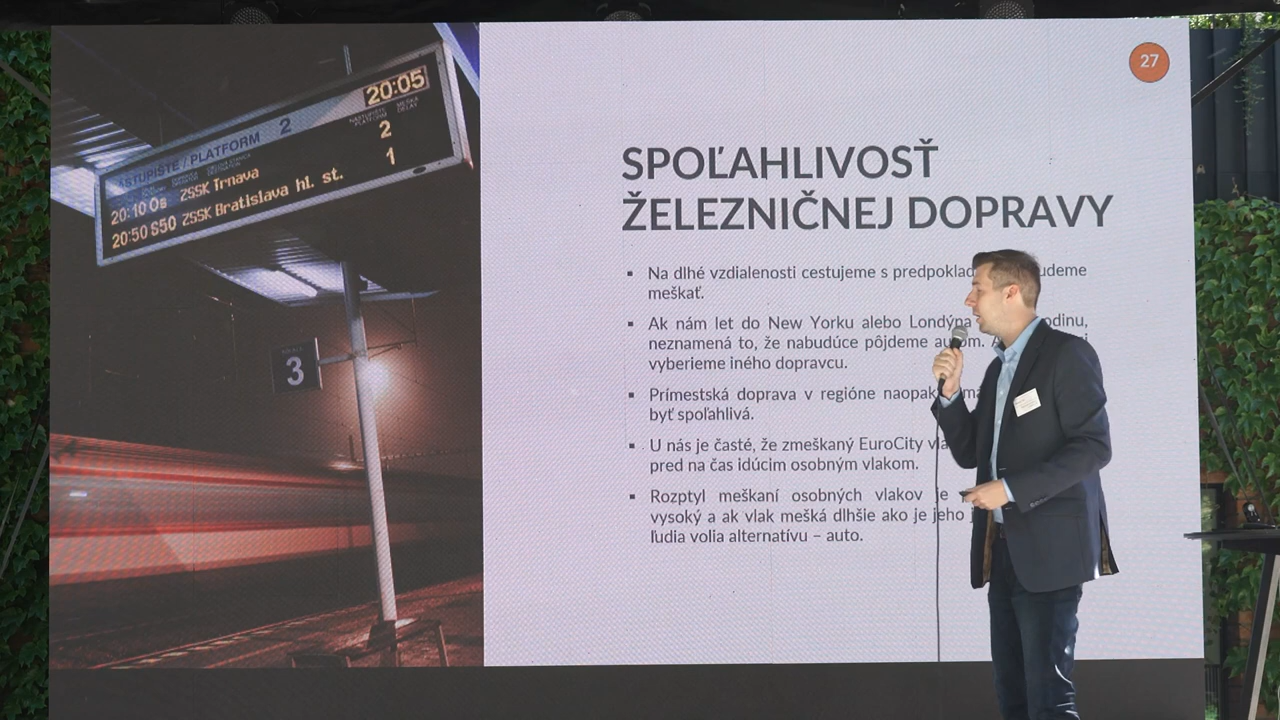 20:05
NÁSTUPIŠTE / PLATFORM 2
20:10 Os ZSSK Trnava 2
20:50 S50 ZSSK Bratislava hl. st. 1
3
27
SPOĽAHLIVOSŤ
ŽELEZNIČNEJ DOPRAVY
▪ Na dlhé vzdialenosti cestujeme s
meškať.
▪ Ak nám let do New Yorku alebo Londýna
neznamená to, že nabudúce pôjdeme
vyberieme iného dopravcu.
▪ Prímestská doprava v regióne naopak
byť spoľahlivá.
▪ U nás je časté, že zmeškaný EuroCity
pred na čas idúcim osobným vlakom.
▪ Rozptyl meškaní osobných vlakov je
vysoký a ak vlak mešká dlhšie ako je jeho
ľudia volia alternatívu – auto.